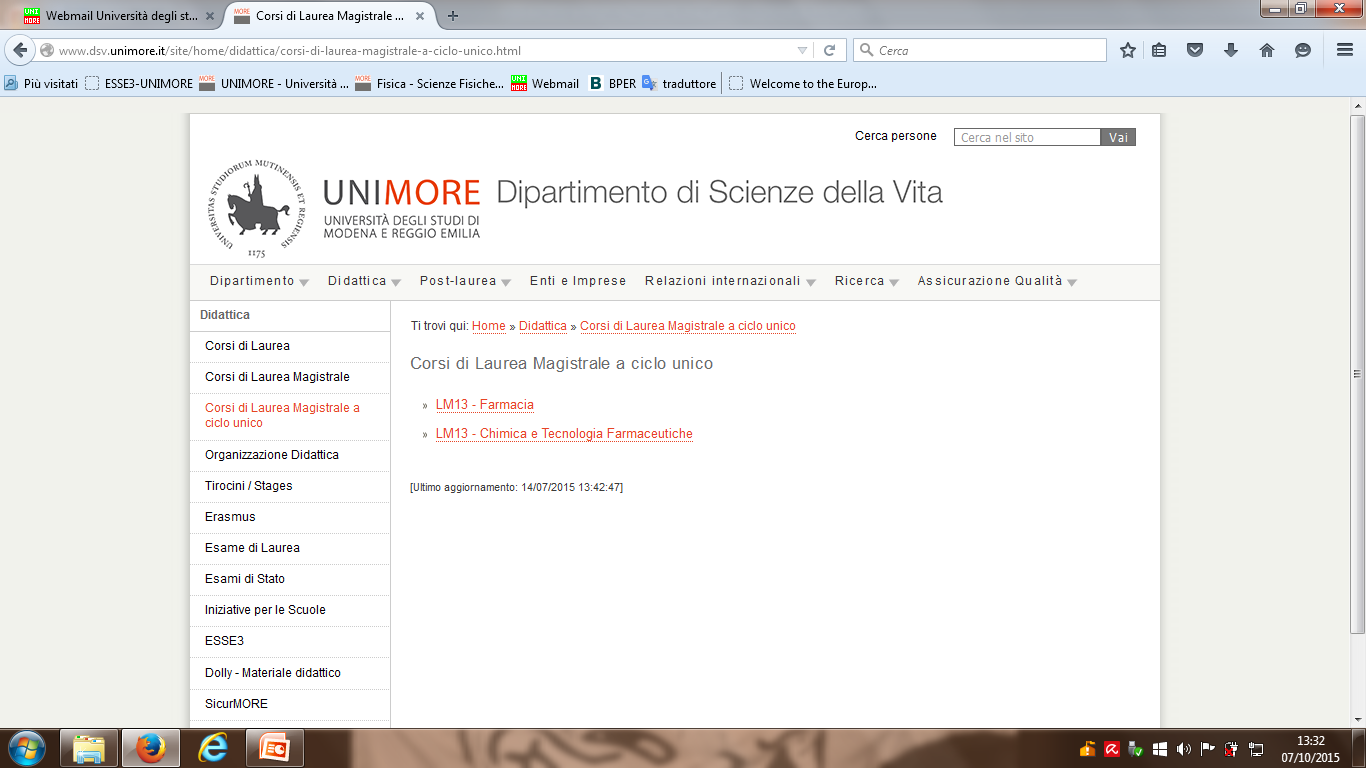 Webmail Università degli st...
Corsi di Laurea Magistrale ...
www.dsv.unimore.it/site/home/didattica/corsi-di-laurea-magistrale-a-ciclo-unico.html
Cerca
Più visitati
ESSE3-UNIMORE
UNIMORE - Università ...
Fisica - Scienze Fisiche...
Webmail
BPER
traduttore
Welcome to the Europ...
Cerca persone
Cerca nel sito
Vai
UNIVERSITAS STUDIORUM MUTINENSIS ET REGIENSIS
1175
UNIMORE
UNIVERSITÀ DEGLI STUDI DI
MODENA E REGGIO EMILIA
Dipartimento di Scienze della Vita
Dipartimento
Didattica
Post-laurea
Enti e Imprese
Relazioni internazionali
Ricerca
Assicurazione Qualità
Didattica
Corsi di Laurea
Corsi di Laurea Magistrale
Corsi di Laurea Magistrale a
ciclo unico
Organizzazione Didattica
Tirocini / Stages
Erasmus
Esame di Laurea
Esami di Stato
Iniziative per le Scuole
ESSE3
Dolly - Materiale didattico
SicurMORE
Ti trovi qui: Home » Didattica » Corsi di Laurea Magistrale a ciclo unico
Corsi di Laurea Magistrale a ciclo unico
» LM13 - Farmacia
» LM13 - Chimica e Tecnologia Farmaceutiche
[Ultimo aggiornamento: 14/07/2015 13:42:47]
13:32
07/10/2015